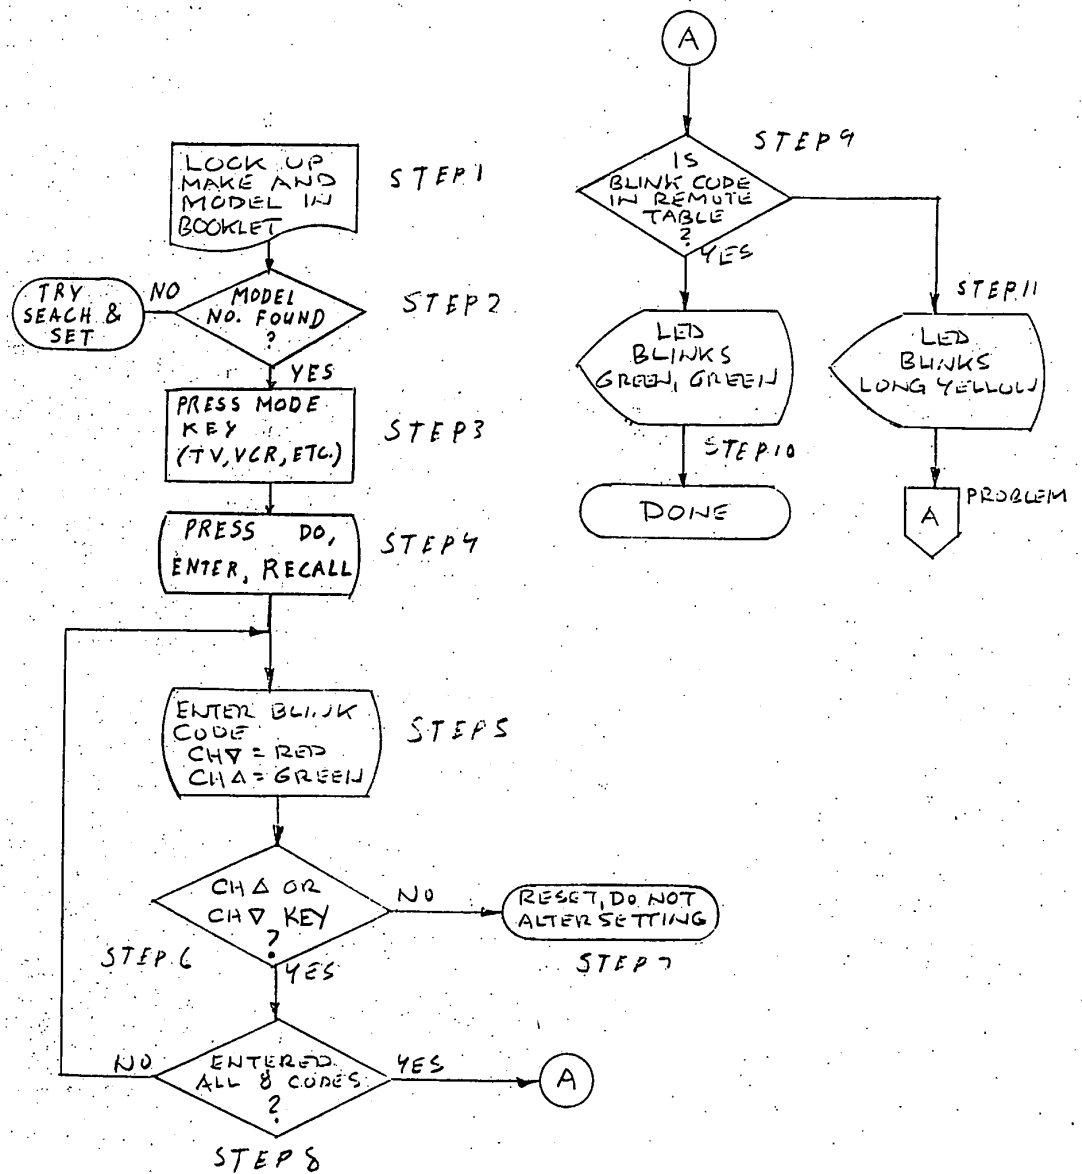 LOOK UP
MAKE AND
MODEL IN
BOOKLET
STEP 1
MODEL
NO. FOUND
?
STEP 2
NO
TRY
SEACH &
SET
YES
PRESS MODE
KEY
(TV, VCR, ETC.)
STEP 3
PRESS DO,
ENTER, RECALL
STEP 4
ENTER BLINK
CODE
CH▽ = RED
CH△ = GREEN
STEP 5
CH △ OR
CH ▽ KEY
?
STEP 6
NO
RESET, DO NOT
ALTER SETTING
STEP 7
YES
ENTERED
ALL 8 CODES
?
NO
YES
A
STEP 8
A
STEP 9
IS
BLINK CODE
IN REMOTE
TABLE
?
YES
LED
BLINKS
GREEN, GREEN
STEP 10
DONE
STEP 11
LED
BLINKS
LONG YELLOW
PROBLEM
A